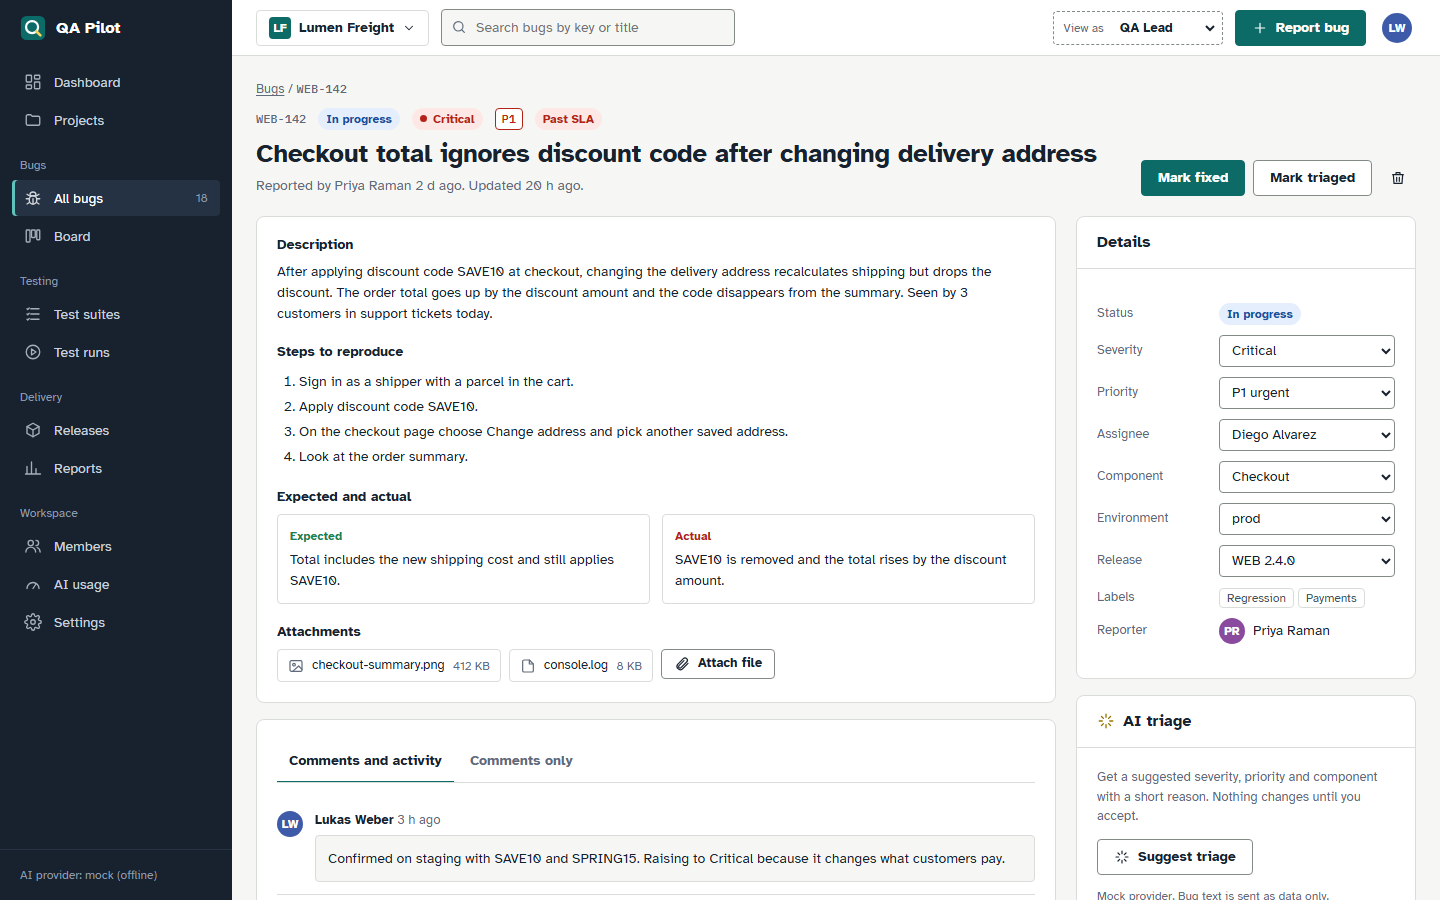 QA Pilot
Dashboard
Projects
Bugs
All bugs 18
Board
Testing
Test suites
Test runs
Delivery
Releases
Reports
Workspace
Members
AI usage
Settings
AI provider: mock (offline)
LF Lumen Freight
Search bugs by key or title
View as QA Lead
Report bug
LW
Bugs / WEB-142
WEB-142 In progress Critical P1 Past SLA
Checkout total ignores discount code after changing delivery address
Reported by Priya Raman 2 d ago. Updated 20 h ago.
Mark fixed
Mark triaged
Description
After applying discount code SAVE10 at checkout, changing the delivery address recalculates shipping but drops the
discount. The order total goes up by the discount amount and the code disappears from the summary. Seen by 3
customers in support tickets today.
Steps to reproduce
1. Sign in as a shipper with a parcel in the cart.
2. Apply discount code SAVE10.
3. On the checkout page choose Change address and pick another saved address.
4. Look at the order summary.
Expected and actual
Expected
Total includes the new shipping cost and still applies
SAVE10.
Actual
SAVE10 is removed and the total rises by the discount
amount.
Attachments
checkout-summary.png 412 KB
console.log 8 KB
Attach file
Comments and activity
Comments only
LW Lukas Weber 3 h ago
Confirmed on staging with SAVE10 and SPRING15. Raising to Critical because it changes what customers pay.
Details
Status In progress
Severity Critical
Priority P1 urgent
Assignee Diego Alvarez
Component Checkout
Environment prod
Release WEB 2.4.0
Labels Regression Payments
Reporter PR Priya Raman
AI triage
Get a suggested severity, priority and component
with a short reason. Nothing changes until you
accept.
Suggest triage
Mock provider. Bug text is sent as data only.